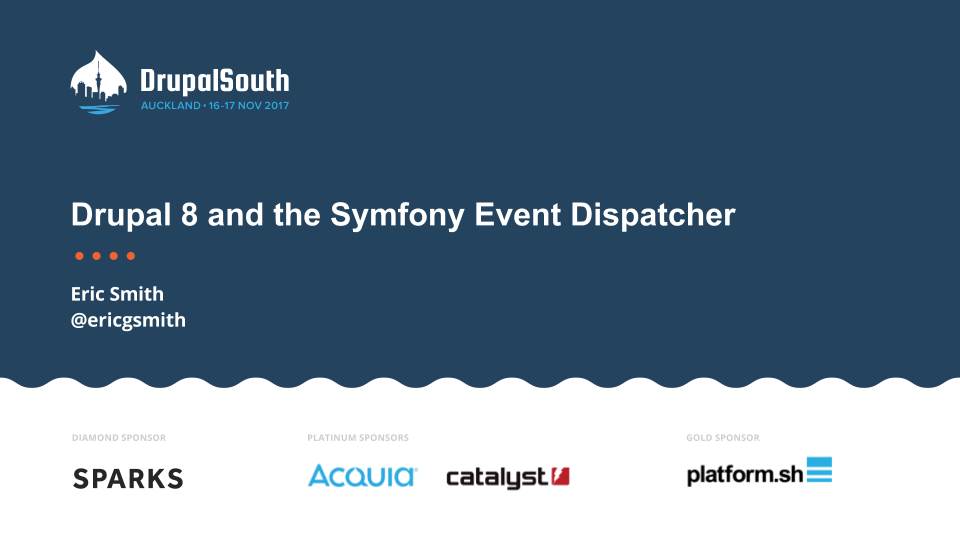 DrupalSouth
AUCKLAND • 16-17 NOV 2017
Drupal 8 and the Symfony Event Dispatcher
Eric Smith
@ericgsmith
DIAMOND SPONSOR
PLATINUM SPONSORS
GOLD SPONSOR
SPARKS
ACQUIA
catalyst
platform.sh